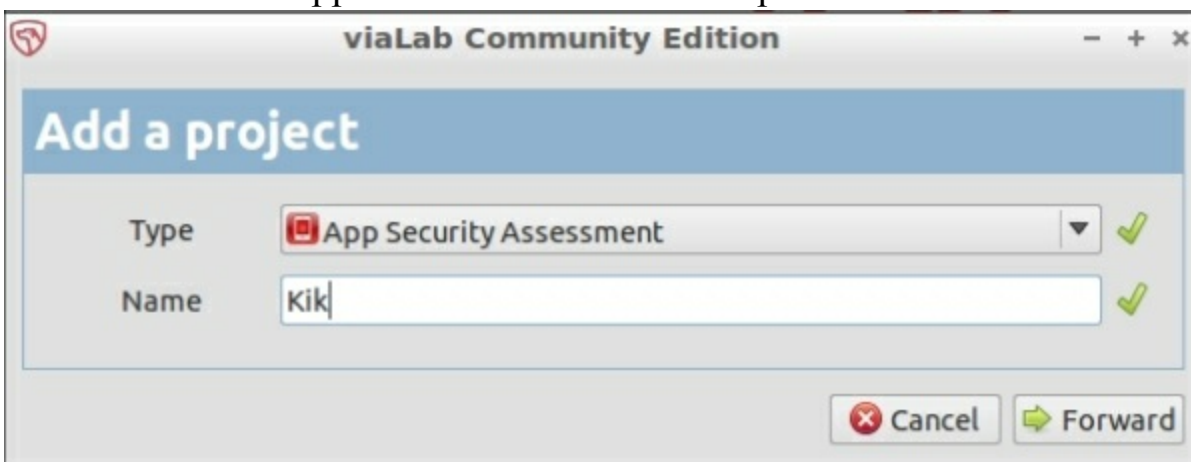 viaLab Community Edition
Add a project
Type App Security Assessment
Name Kik
Cancel Forward